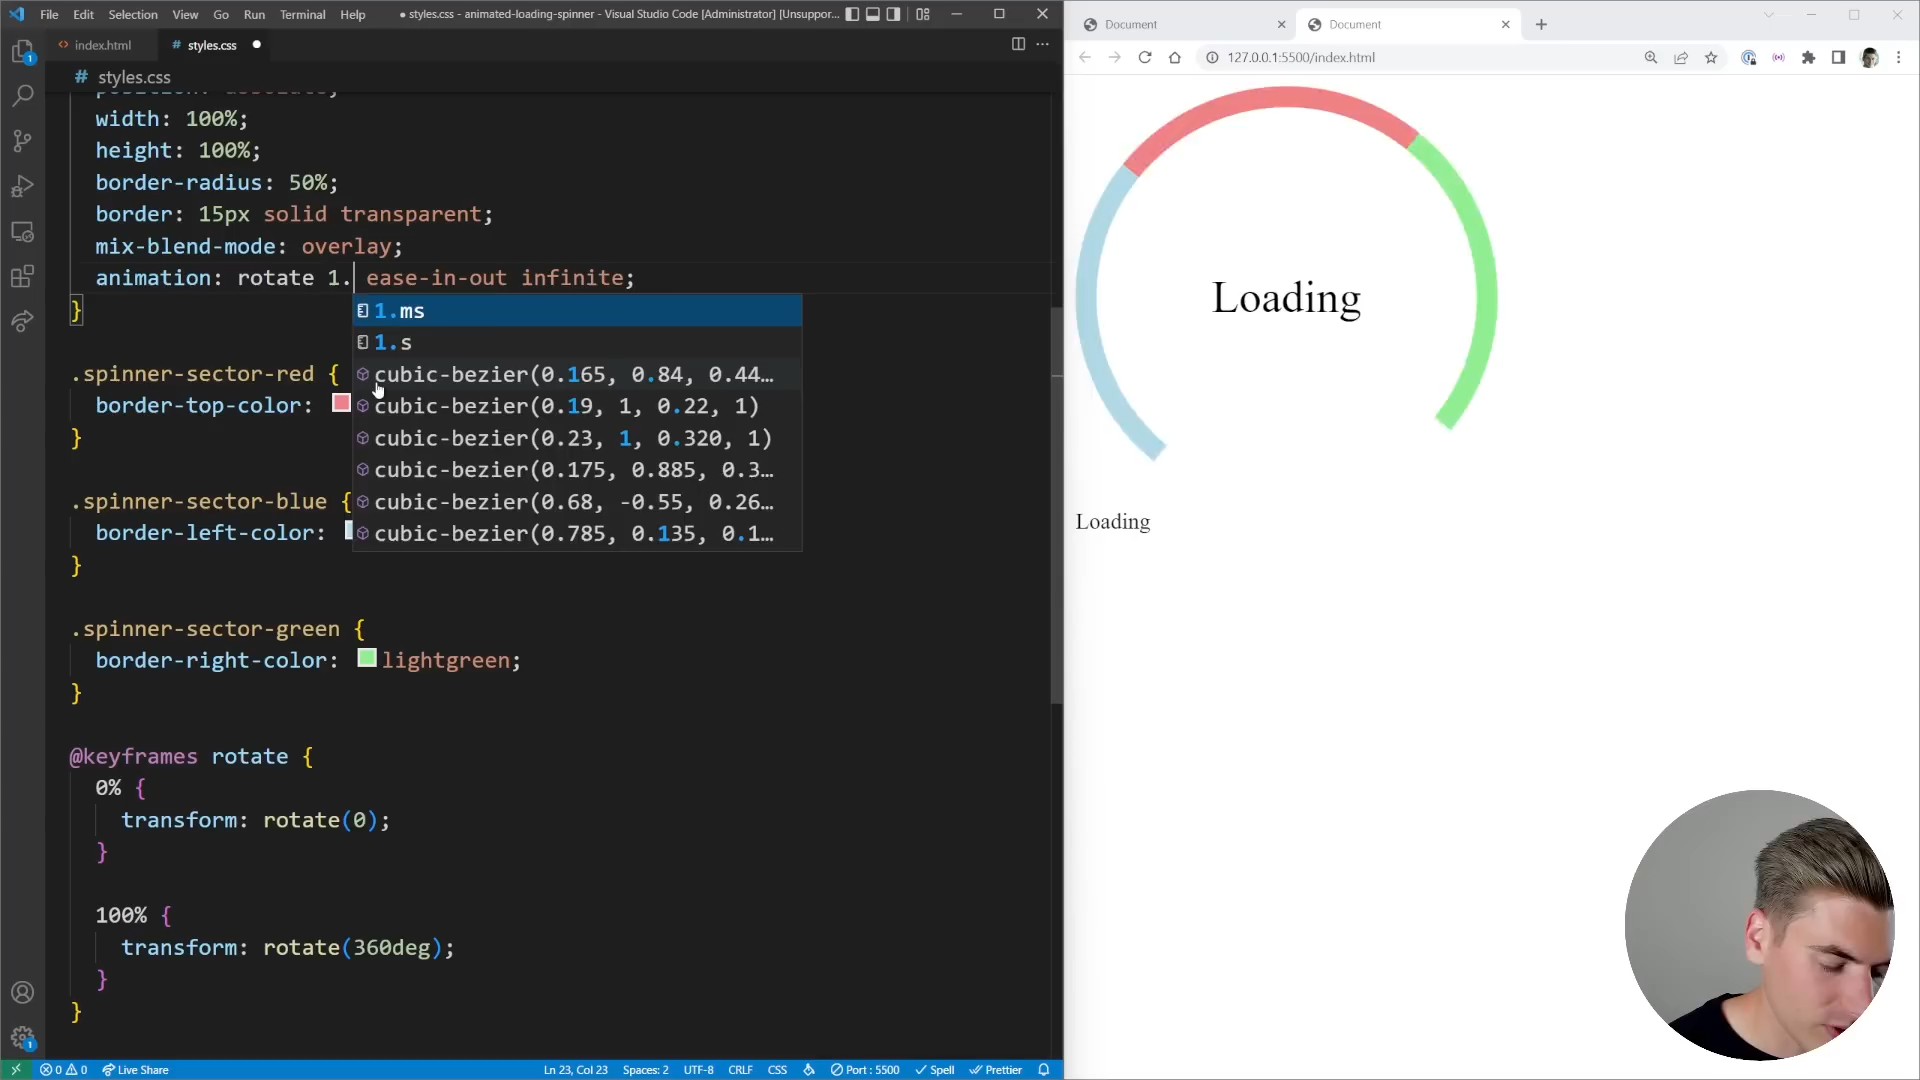 File Edit Selection View Go Run Terminal Help
● styles.css - animated-loading-spinner - Visual Studio Code [Administrator] [Unsuppor...
index.html
# styles.css
# styles.css
position: absolute;
width: 100%;
height: 100%;
border-radius: 50%;
border: 15px solid transparent;
mix-blend-mode: overlay;
animation: rotate 1. ease-in-out infinite;
}
1.ms
1.s
cubic-bezier(0.165, 0.84, 0.44…
cubic-bezier(0.19, 1, 0.22, 1)
cubic-bezier(0.23, 1, 0.320, 1)
cubic-bezier(0.175, 0.885, 0.3…
cubic-bezier(0.68, -0.55, 0.26…
cubic-bezier(0.785, 0.135, 0.1…
.spinner-sector-red {
border-top-color:
}
.spinner-sector-blue {
border-left-color:
}
.spinner-sector-green {
border-right-color: lightgreen;
}
@keyframes rotate {
0% {
transform: rotate(0);
}
100% {
transform: rotate(360deg);
}
}
1
1
0 0
Live Share
Ln 23, Col 23
Spaces: 2
UTF-8
CRLF
CSS
Port : 5500
Spell
Prettier
Document
Document
127.0.0.1:5500/index.html
Loading
Loading